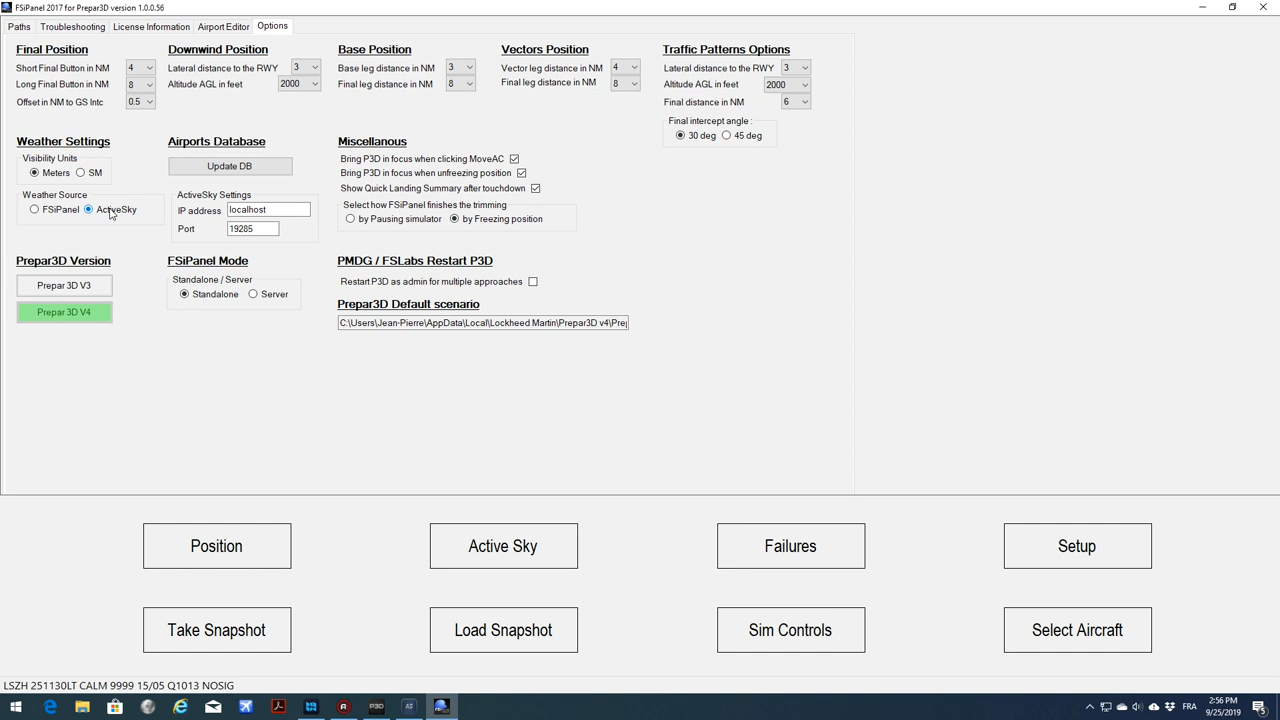 FSiPanel 2017 for Prepar3D version 1.0.0.56
Paths Troubleshooting License Information Airport Editor Options
Final Position
Short Final Button in NM 4
Long Final Button in NM 8
Offset in NM to GS Intc 0.5
Downwind Position
Lateral distance to the RWY 3
Altitude AGL in feet 2000
Base Position
Base leg distance in NM 3
Final leg distance in NM 8
Vectors Position
Vector leg distance in NM 4
Final leg distance in NM 8
Traffic Patterns Options
Lateral distance to the RWY 3
Altitude AGL in feet 2000
Final distance in NM 6
Final intercept angle :
30 deg 45 deg
Weather Settings
Visibility Units
Meters SM
Weather Source
FSiPanel ActiveSky
Airports Database
Update DB
ActiveSky Settings
IP address localhost
Port 19285
Miscellanous
Bring P3D in focus when clicking MoveAC
Bring P3D in focus when unfreezing position
Show Quick Landing Summary after touchdown
Select how FSiPanel finishes the trimming
by Pausing simulator by Freezing position
Prepar3D Version
Prepar 3D V3
Prepar 3D V4
FSiPanel Mode
Standalone / Server
Standalone Server
PMDG / FSLabs Restart P3D
Restart P3D as admin for multiple approaches
Prepar3D Default scenario
C:\Users\Jean-Pierre\AppData\Local\Lockheed Martin\Prepar3D v4\Prep
Position Active Sky Failures Setup
Take Snapshot Load Snapshot Sim Controls Select Aircraft
LSZH 251130LT CALM 9999 15/05 Q1013 NOSIG
P3D AS FRA 2:56 PM
9/25/2019 5